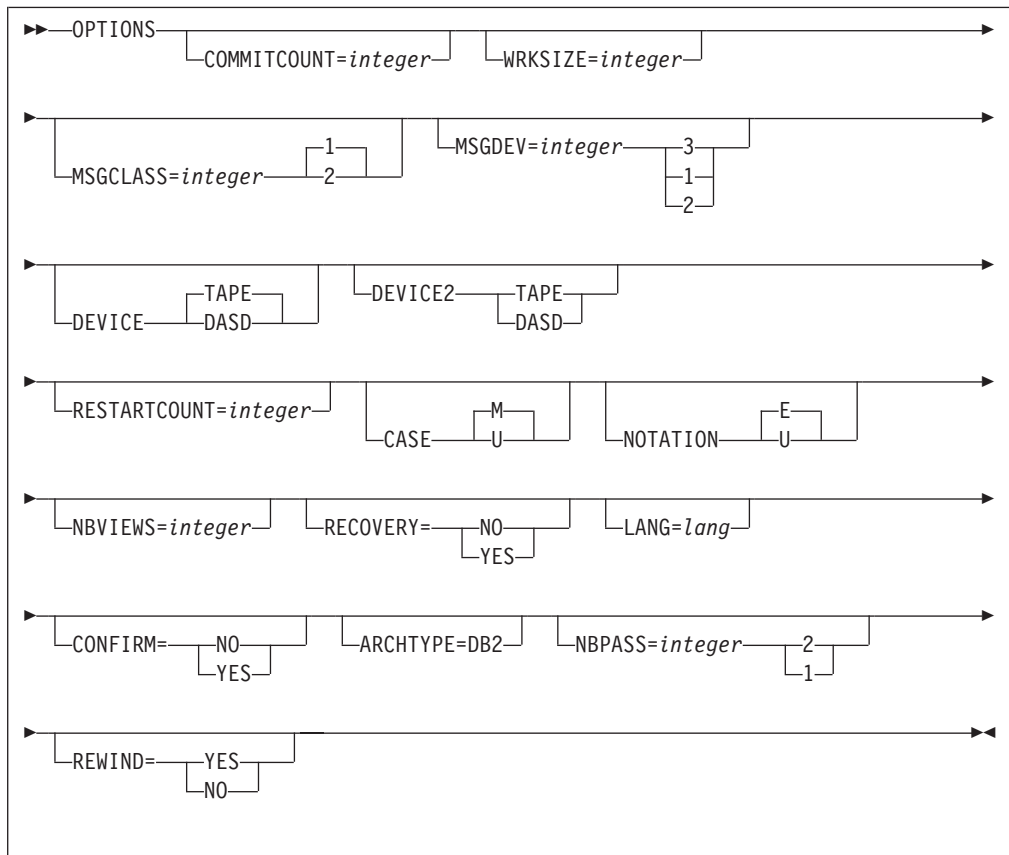 OPTIONS
COMMITCOUNT=integer WRKSIZE=integer
1 MSGDEV=integer 3
MSGCLASS=integer 2 1
2
TAPE DEVICE2 TAPE
DEVICE DASD DASD
RESTARTCOUNT=integer M E
CASE U NOTATION U
NBVIEWS=integer RECOVERY= NO LANG=lang
YES
CONFIRM= NO ARCHTYPE=DB2 NBPASS=integer 2
YES 1
REWIND= YES
NO